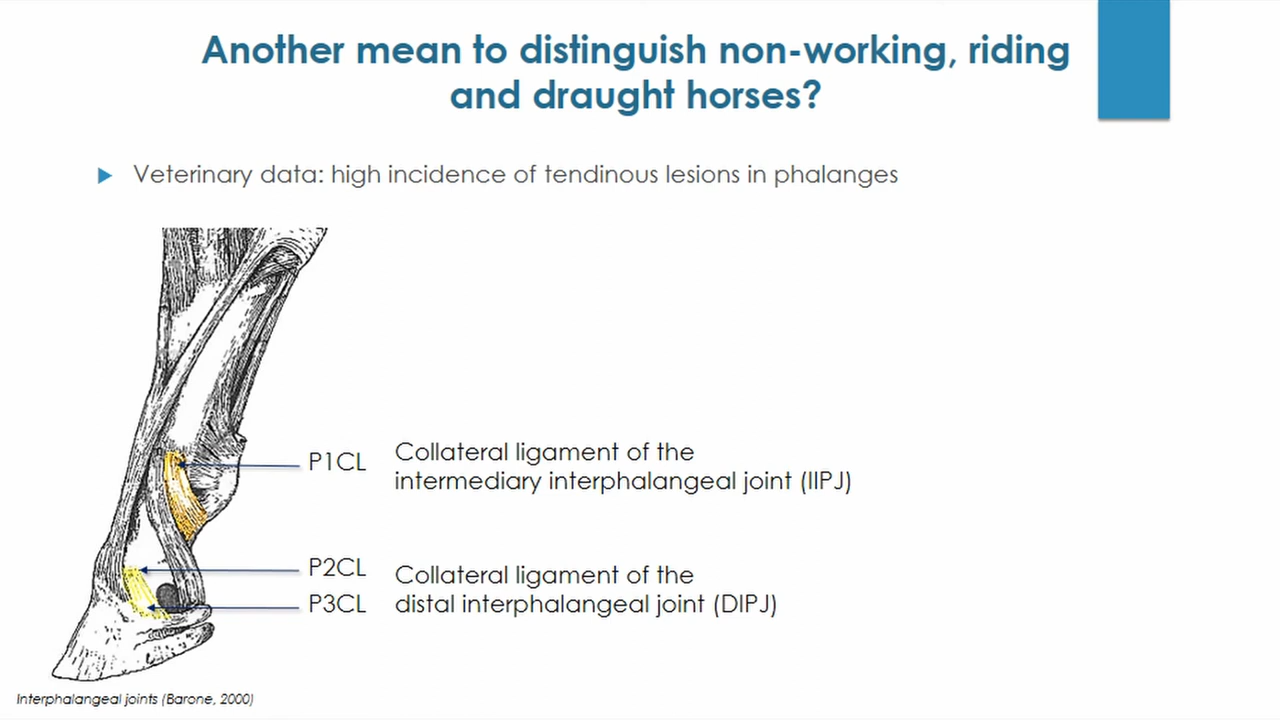 Another mean to distinguish non-working, riding
and draught horses?
Veterinary data: high incidence of tendinous lesions in phalanges
P1CL
Collateral ligament of the
intermediary interphalangeal joint (IIPJ)
P2CL
P3CL
Collateral ligament of the
distal interphalangeal joint (DIPJ)
Interphalangeal joints (Barone, 2000)